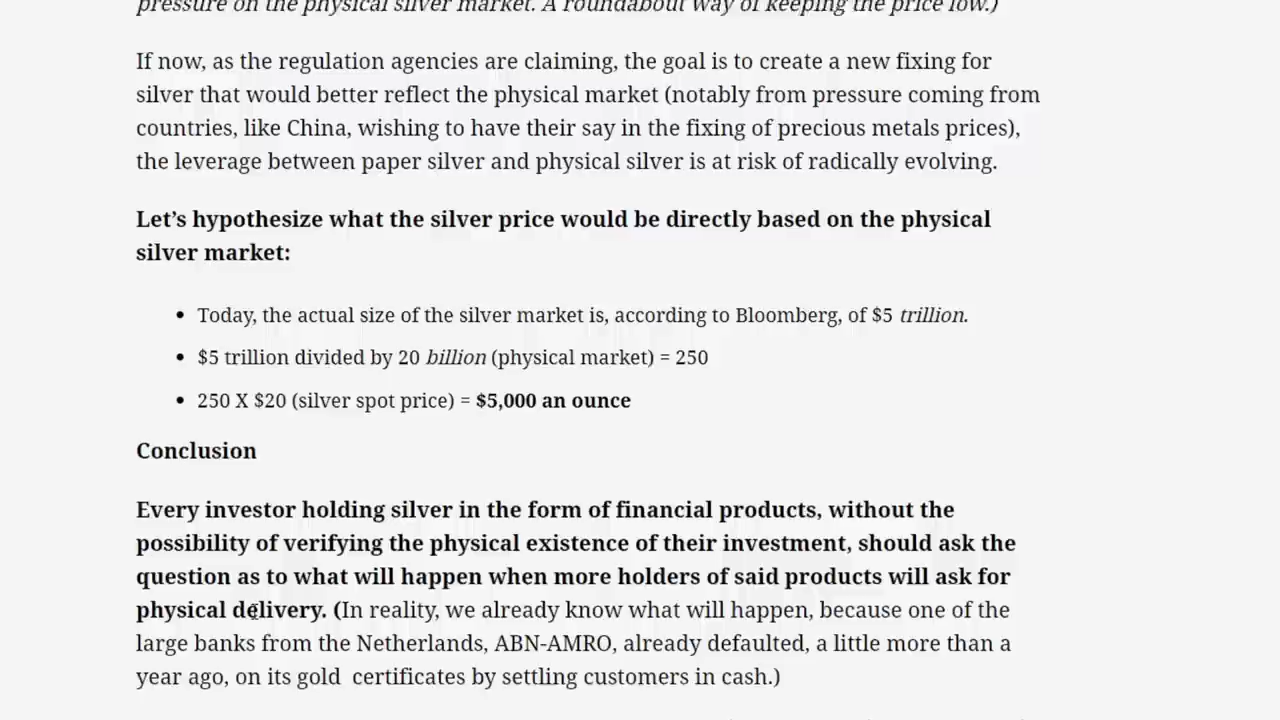 pressure on the physical silver market. A roundabout way of keeping the price low.)
If now, as the regulation agencies are claiming, the goal is to create a new fixing for
silver that would better reflect the physical market (notably from pressure coming from
countries, like China, wishing to have their say in the fixing of precious metals prices),
the leverage between paper silver and physical silver is at risk of radically evolving.
Let’s hypothesize what the silver price would be directly based on the physical
silver market:
• Today, the actual size of the silver market is, according to Bloomberg, of $5 trillion.
• $5 trillion divided by 20 billion (physical market) = 250
• 250 X $20 (silver spot price) = $5,000 an ounce
Conclusion
Every investor holding silver in the form of financial products, without the
possibility of verifying the physical existence of their investment, should ask the
question as to what will happen when more holders of said products will ask for
physical delivery. (In reality, we already know what will happen, because one of the
large banks from the Netherlands, ABN-AMRO, already defaulted, a little more than a
year ago, on its gold  certificates by settling customers in cash.)